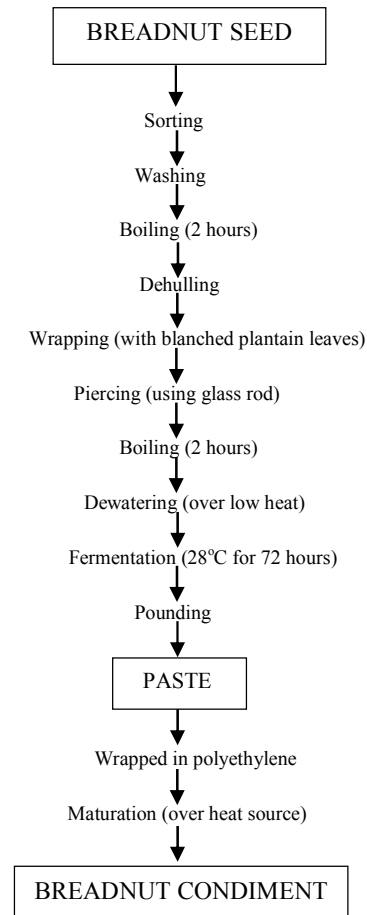 BREADNUT SEED
Sorting
Washing
Boiling (2 hours)
Dehulling
Wrapping (with blanched plantain leaves)
Piercing (using glass rod)
Boiling (2 hours)
Dewatering (over low heat)
Fermentation (28°C for 72 hours)
Pounding
PASTE
Wrapped in polyethylene
Maturation (over heat source)
BREADNUT CONDIMENT